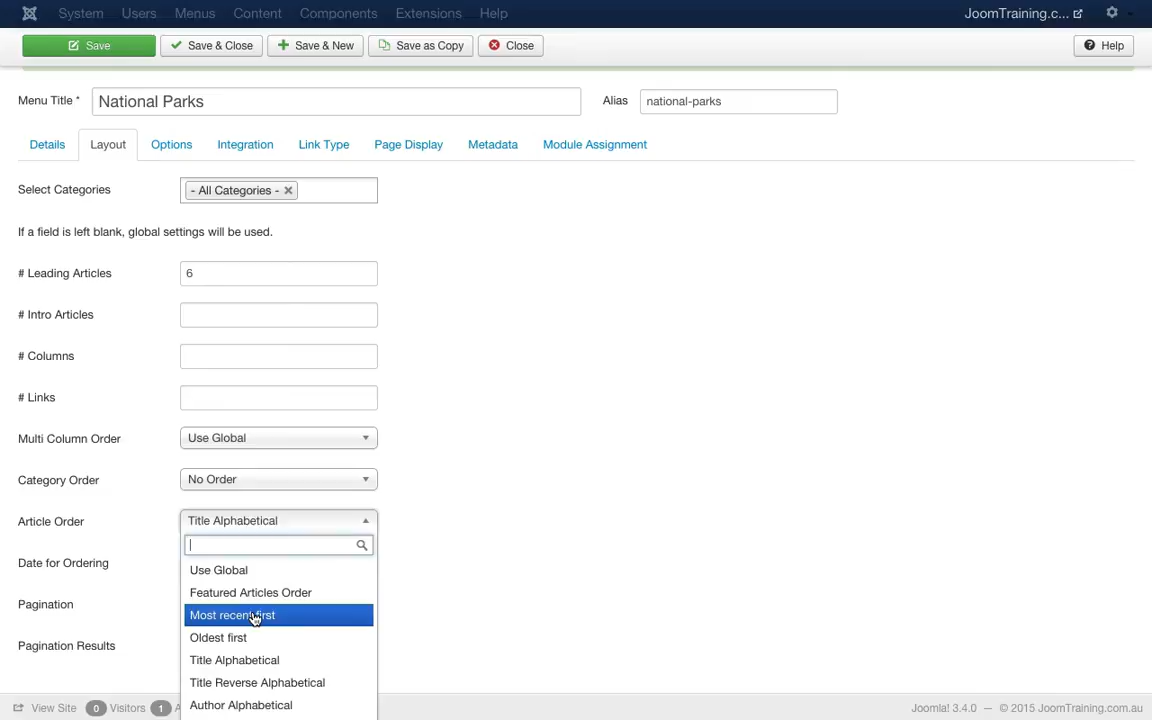 System Users Menus Content Components Extensions Help JoomTraining.c...
Save Save & Close Save & New Save as Copy Close Help
Menu Title * National Parks Alias national-parks
Details Layout Options Integration Link Type Page Display Metadata Module Assignment
Select Categories - All Categories -
If a field is left blank, global settings will be used.
# Leading Articles 6
# Intro Articles
# Columns
# Links
Multi Column Order Use Global
Category Order No Order
Article Order Title Alphabetical
Date for Ordering
Use Global
Featured Articles Order
Pagination
Most recent first
Oldest first
Pagination Results
Title Alphabetical
Title Reverse Alphabetical
Author Alphabetical
View Site 0 Visitors 1 Joomla! 3.4.0 — © 2015 JoomTraining.com.au